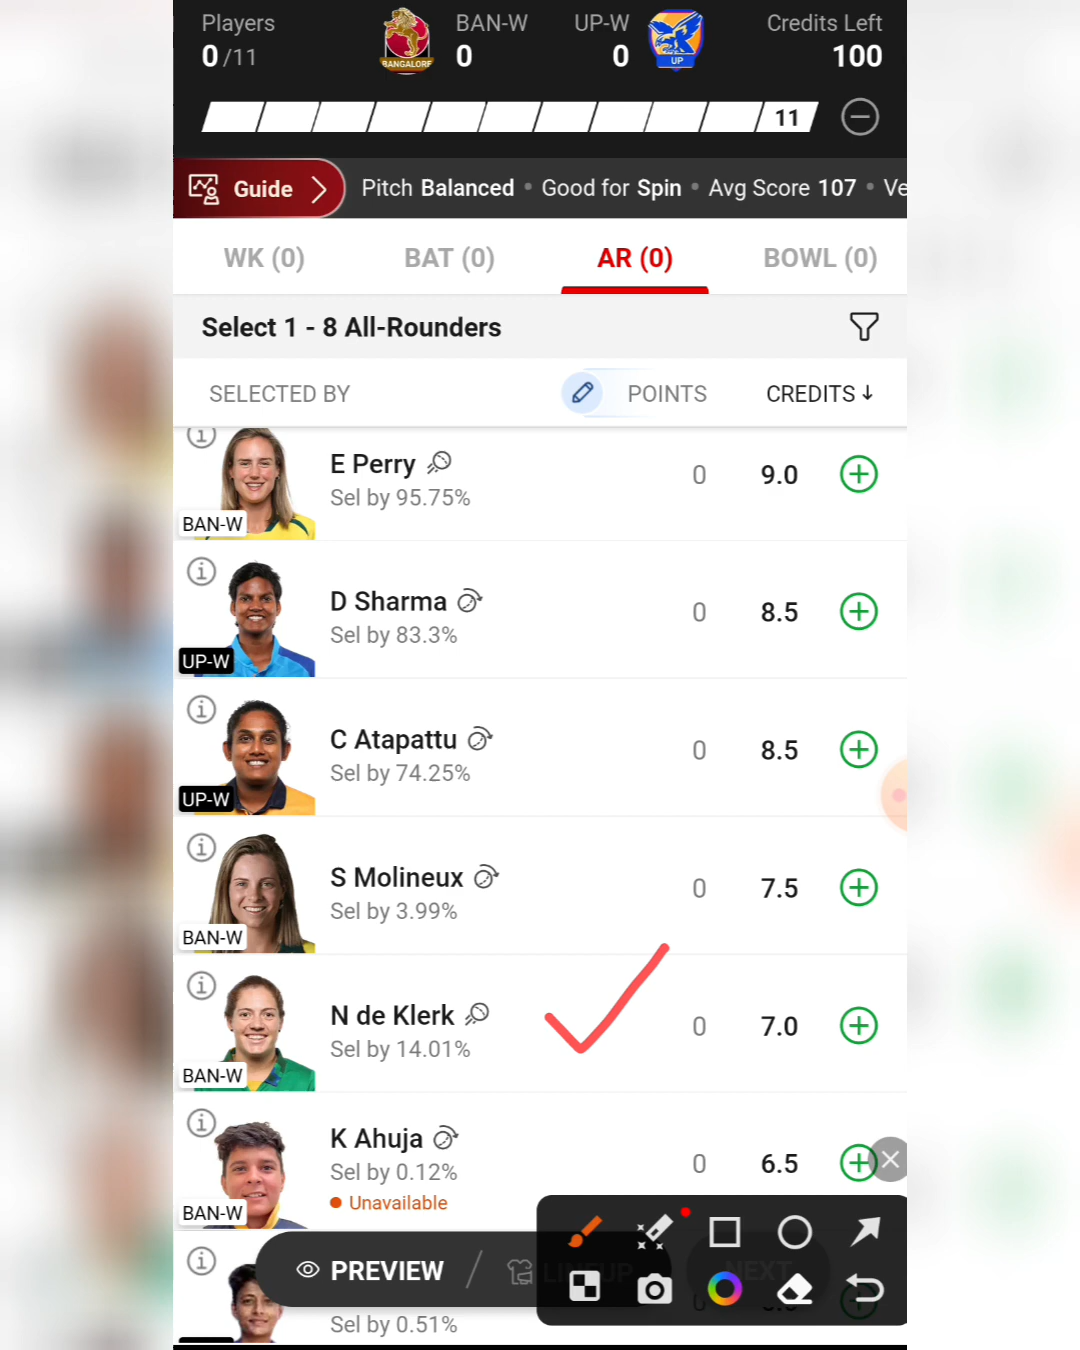 Players
0 /11
BANGALORE
BAN-W
0
UP-W
0
UP
Credits Left
100
11
Guide
Pitch Balanced • Good for Spin • Avg Score 107 • Ve
WK (0)
BAT (0)
AR (0)
BOWL (0)
Select 1 - 8 All-Rounders
SELECTED BY
POINTS
CREDITS ↓
E Perry
Sel by 95.75%
BAN-W
0
9.0
D Sharma
Sel by 83.3%
UP-W
0
8.5
C Atapattu
Sel by 74.25%
UP-W
0
8.5
S Molineux
Sel by 3.99%
BAN-W
0
7.5
N de Klerk
Sel by 14.01%
BAN-W
0
7.0
K Ahuja
Sel by 0.12%
• Unavailable
BAN-W
0
6.5
PREVIEW
LINEUP
NEXT
Sel by 0.51%